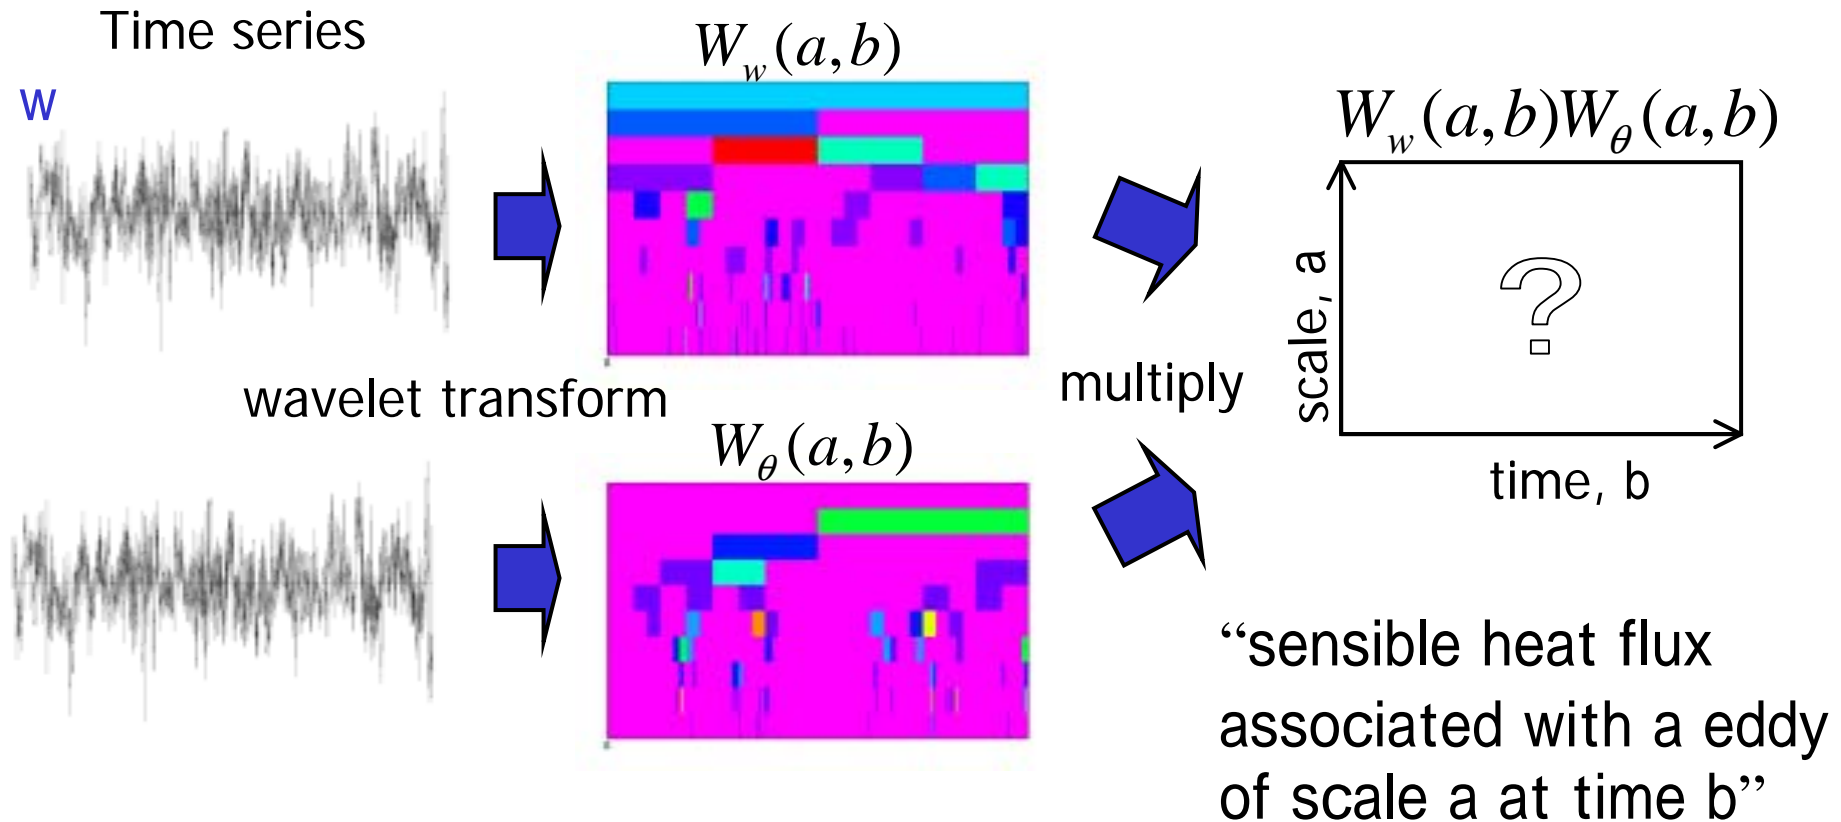 Time series
w
W_w(a,b)
wavelet transform
W_θ(a,b)
multiply
W_w(a,b)W_θ(a,b)
scale, a
?
time, b
“sensible heat flux
associated with a eddy
of scale a at time b”